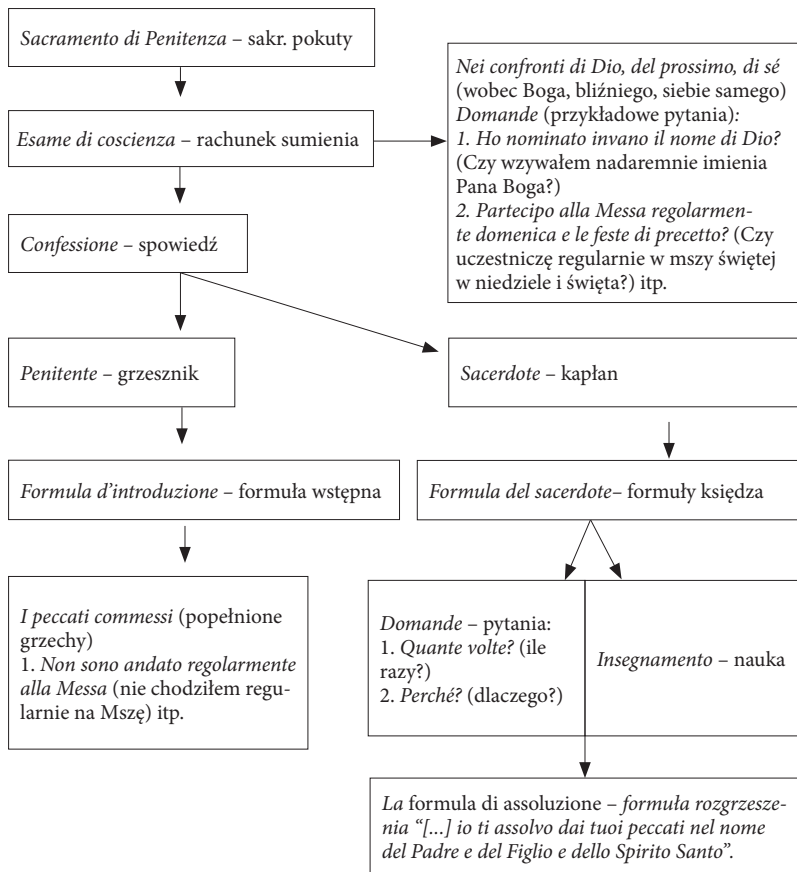 Sacramento di Penitenza – sakr. pokuty
Esame di coscienza – rachunek sumienia
Nei confronti di Dio, del prossimo, di sé
(wobec Boga, bliźniego, siebie samego)
Domande (przykładowe pytania):
1. Ho nominato invano il nome di Dio?
(Czy wzywałem nadaremnie imienia
Pana Boga?)
2. Partecipo alla Messa regolarmen-
te domenica e le feste di precetto? (Czy
uczestniczę regularnie w mszy świętej
w niedziele i święta?) itp.
Confessione – spowiedź
Penitente – grzesznik
Sacerdote – kapłan
Formula d'introduzione – formuła wstępna
Formula del sacerdote– formuły księdza
I peccati commessi (popełnione
grzechy)
1. Non sono andato regolarmente
alla Messa (nie chodziłem regu-
larnie na Mszę) itp.
Domande – pytania:
1. Quante volte? (ile
razy?)
2. Perché? (dlaczego?)
Insegnamento – nauka
La formula di assoluzione – formuła rozgrzesze-
nia “[...] io ti assolvo dai tuoi peccati nel nome
del Padre e del Figlio e dello Spirito Santo”.